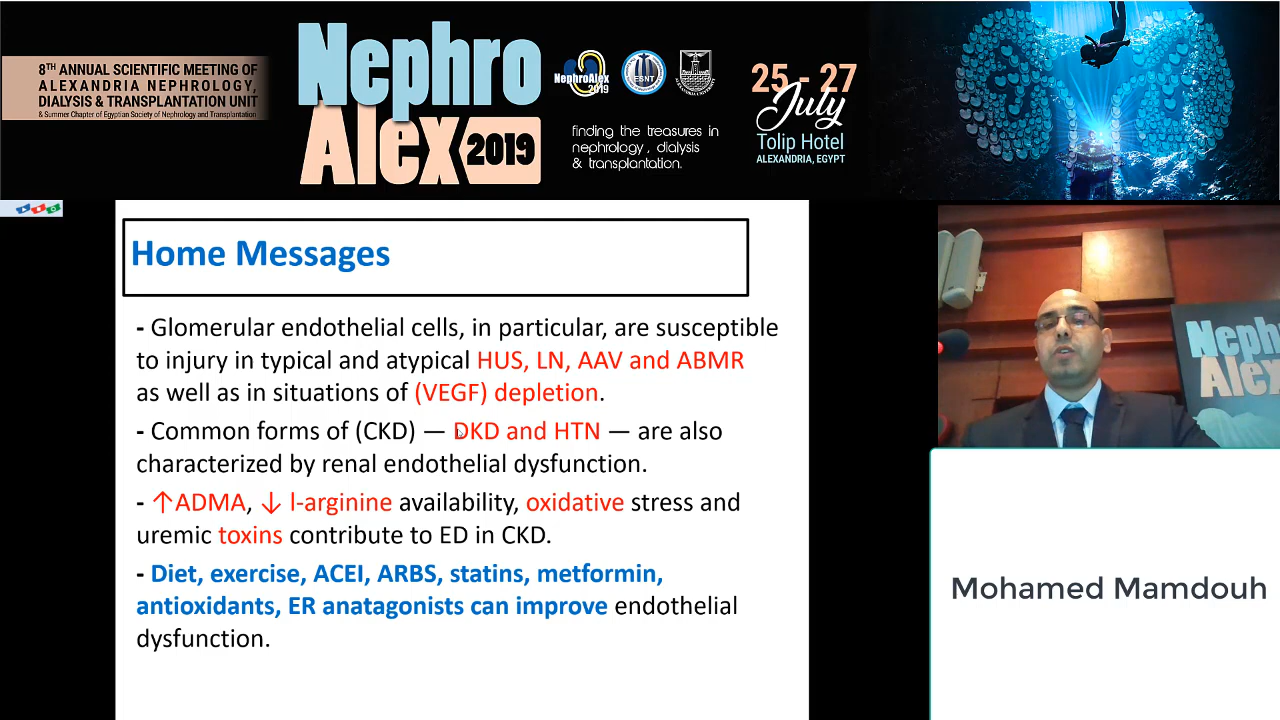 8TH ANNUAL SCIENTIFIC MEETING OF
ALEXANDRIA NEPHROLOGY,
DIALYSIS & TRANSPLANTATION UNIT
& Summer Chapter of Egyptian Society of Nephrology and Transplantation
Nephro
Alex 2019
NephroAlex
2019
ESNT
ALEXANDRIA UNIVERSITY
finding the treasures in
nephrology, dialysis
& transplantation.
25 - 27
July
Tolip Hotel
ALEXANDRIA, EGYPT
Home Messages
- Glomerular endothelial cells, in particular, are susceptible
to injury in typical and atypical HUS, LN, AAV and ABMR
as well as in situations of (VEGF) depletion.
- Common forms of (CKD) — DKD and HTN — are also
characterized by renal endothelial dysfunction.
- ↑ADMA, ↓ l-arginine availability, oxidative stress and
uremic toxins contribute to ED in CKD.
- Diet, exercise, ACEI, ARBS, statins, metformin,
antioxidants, ER anatagonists can improve endothelial
dysfunction.
Neph
Alex
Mohamed Mamdouh